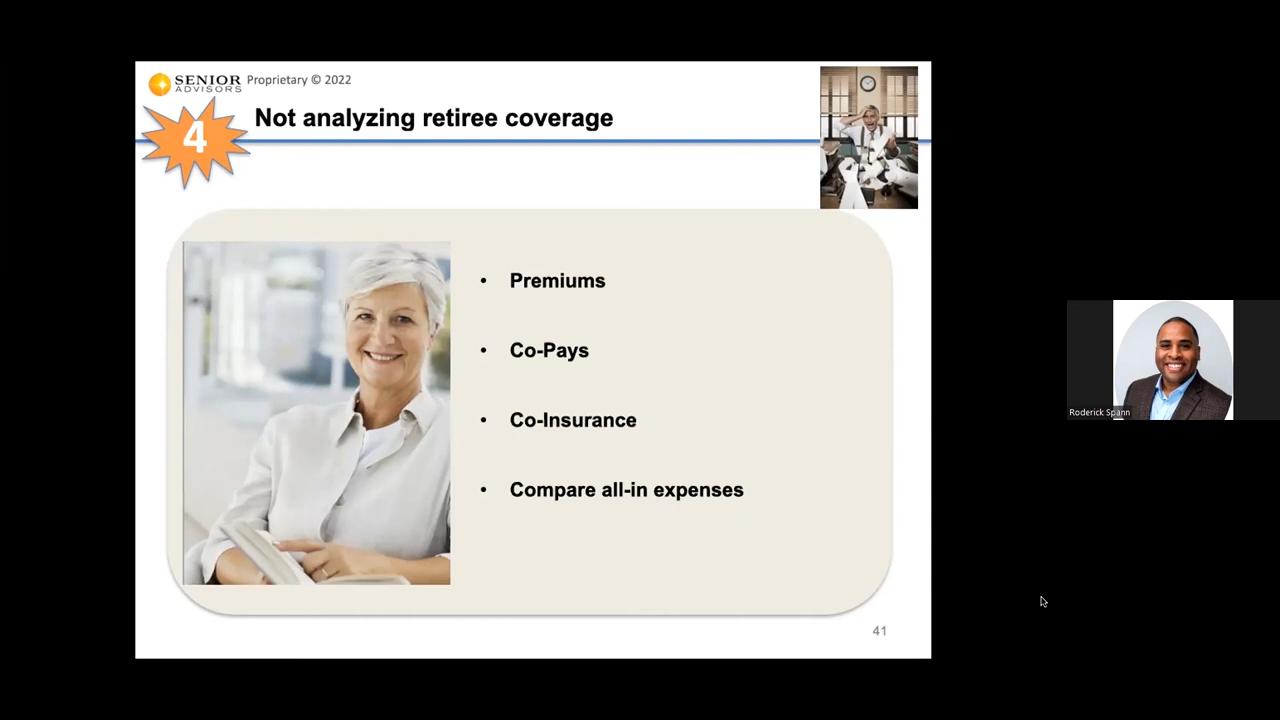 SENIOR
ADVISORS
Proprietary © 2022
4
Not analyzing retiree coverage
• Premiums
• Co-Pays
• Co-Insurance
• Compare all-in expenses
41
Roderick Spann